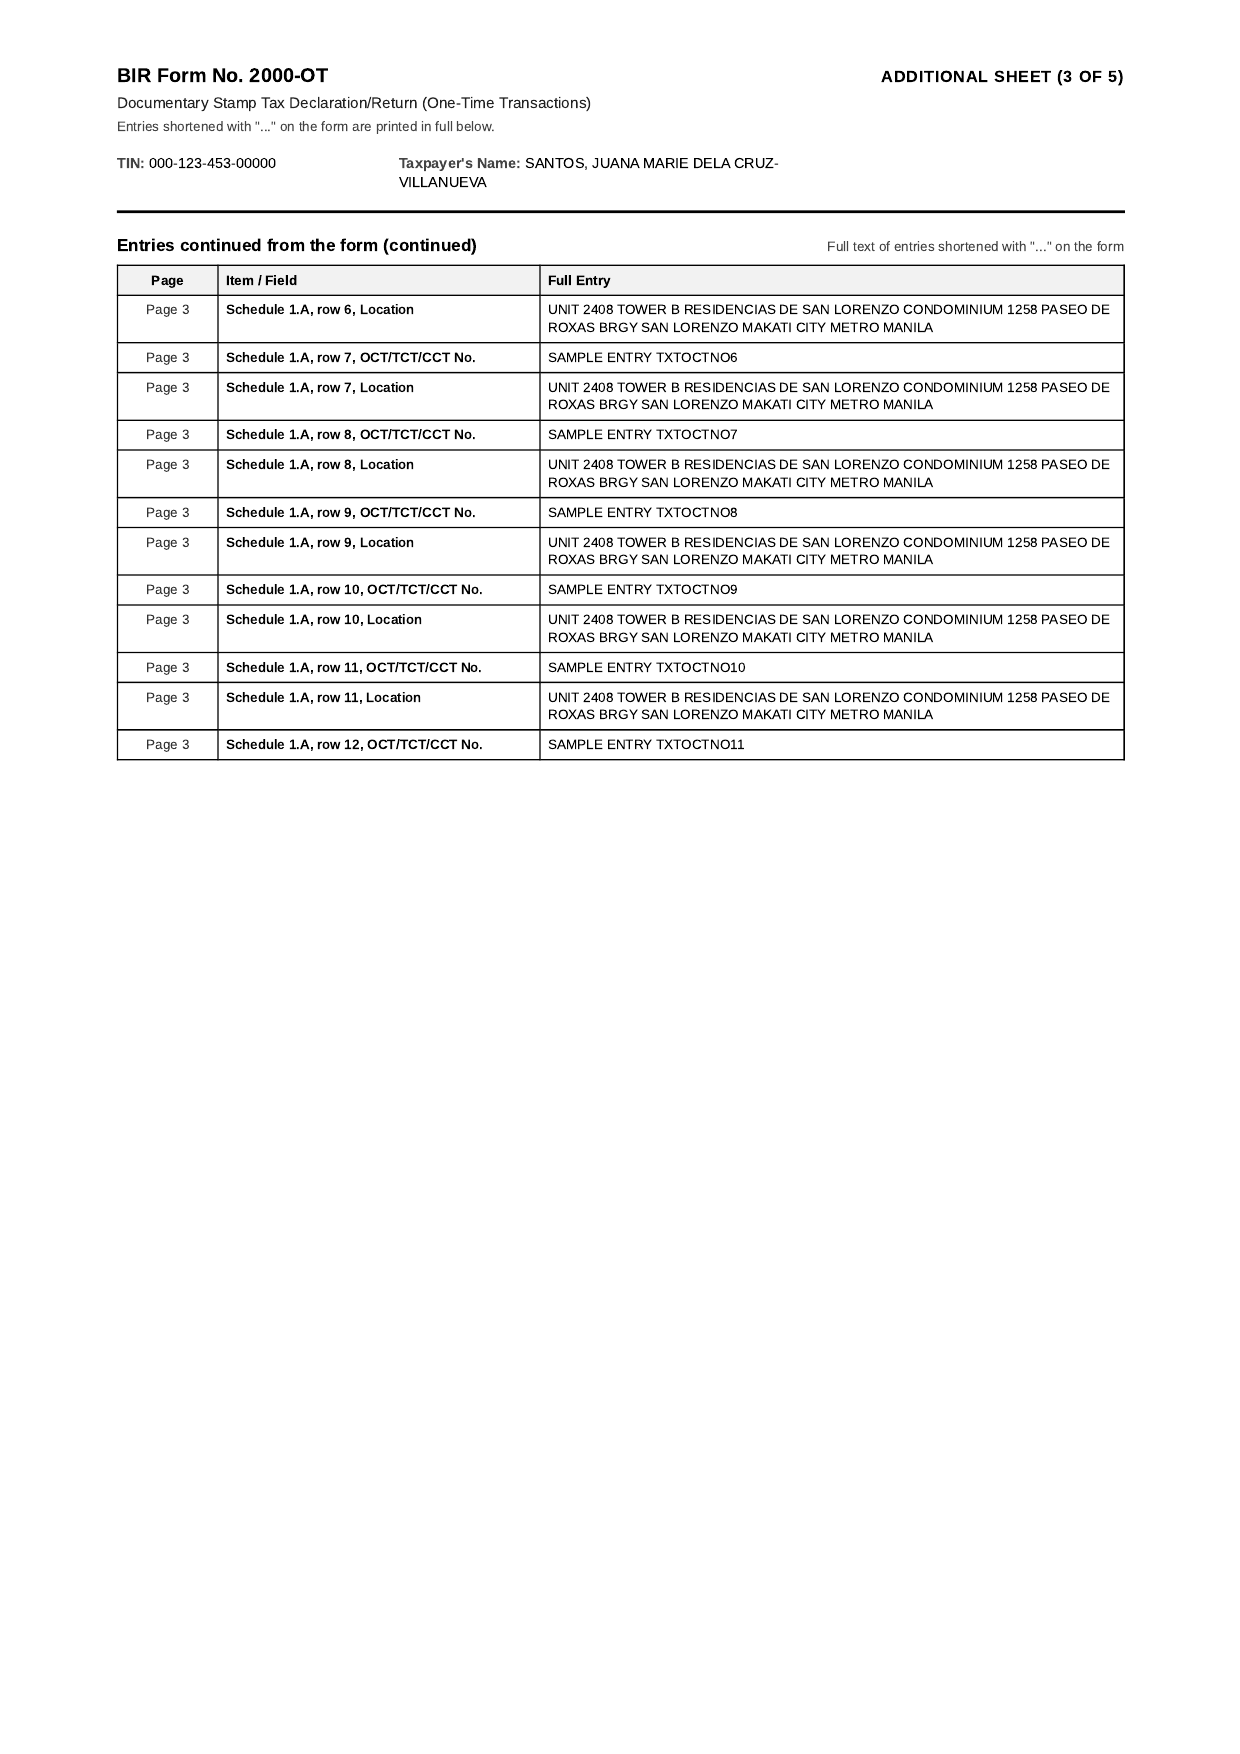 BIR Form No. 2000-OT
ADDITIONAL SHEET (3 OF 5)
Documentary Stamp Tax Declaration/Return (One-Time Transactions)
Entries shortened with "..." on the form are printed in full below.
TIN: 000-123-453-00000
Taxpayer's Name: SANTOS, JUANA MARIE DELA CRUZ-
VILLANUEVA
Entries continued from the form (continued)
Full text of entries shortened with "..." on the form
Page Item / Field Full Entry
Page 3 Schedule 1.A, row 6, Location UNIT 2408 TOWER B RESIDENCIAS DE SAN LORENZO CONDOMINIUM 1258 PASEO DE
ROXAS BRGY SAN LORENZO MAKATI CITY METRO MANILA
Page 3 Schedule 1.A, row 7, OCT/TCT/CCT No. SAMPLE ENTRY TXTOCTNO6
Page 3 Schedule 1.A, row 7, Location UNIT 2408 TOWER B RESIDENCIAS DE SAN LORENZO CONDOMINIUM 1258 PASEO DE
ROXAS BRGY SAN LORENZO MAKATI CITY METRO MANILA
Page 3 Schedule 1.A, row 8, OCT/TCT/CCT No. SAMPLE ENTRY TXTOCTNO7
Page 3 Schedule 1.A, row 8, Location UNIT 2408 TOWER B RESIDENCIAS DE SAN LORENZO CONDOMINIUM 1258 PASEO DE
ROXAS BRGY SAN LORENZO MAKATI CITY METRO MANILA
Page 3 Schedule 1.A, row 9, OCT/TCT/CCT No. SAMPLE ENTRY TXTOCTNO8
Page 3 Schedule 1.A, row 9, Location UNIT 2408 TOWER B RESIDENCIAS DE SAN LORENZO CONDOMINIUM 1258 PASEO DE
ROXAS BRGY SAN LORENZO MAKATI CITY METRO MANILA
Page 3 Schedule 1.A, row 10, OCT/TCT/CCT No. SAMPLE ENTRY TXTOCTNO9
Page 3 Schedule 1.A, row 10, Location UNIT 2408 TOWER B RESIDENCIAS DE SAN LORENZO CONDOMINIUM 1258 PASEO DE
ROXAS BRGY SAN LORENZO MAKATI CITY METRO MANILA
Page 3 Schedule 1.A, row 11, OCT/TCT/CCT No. SAMPLE ENTRY TXTOCTNO10
Page 3 Schedule 1.A, row 11, Location UNIT 2408 TOWER B RESIDENCIAS DE SAN LORENZO CONDOMINIUM 1258 PASEO DE
ROXAS BRGY SAN LORENZO MAKATI CITY METRO MANILA
Page 3 Schedule 1.A, row 12, OCT/TCT/CCT No. SAMPLE ENTRY TXTOCTNO11